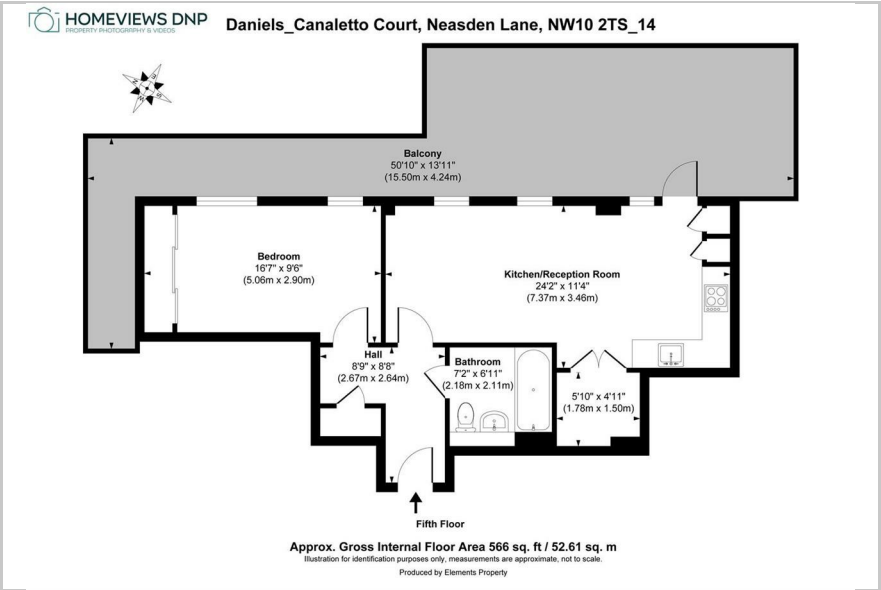 HOMEVIEWS DNP
PROPERTY PHOTOGRAPHY & VIDEOS
Daniels_Canaletto Court, Neasden Lane, NW10 2TS_14
Balcony
50'10" x 13'11"
(15.50m x 4.24m)
Bedroom
16'7" x 9'6"
(5.06m x 2.90m)
Kitchen/Reception Room
24'2" x 11'4"
(7.37m x 3.46m)
Hall
8'9" x 8'8"
(2.67m x 2.64m)
Bathroom
7'2" x 6'11"
(2.18m x 2.11m)
5'10" x 4'11"
(1.78m x 1.50m)
Fifth Floor
Approx. Gross Internal Floor Area 566 sq. ft / 52.61 sq. m
Illustration for identification purposes only, measurements are approximate, not to scale.
Produced by Elements Property